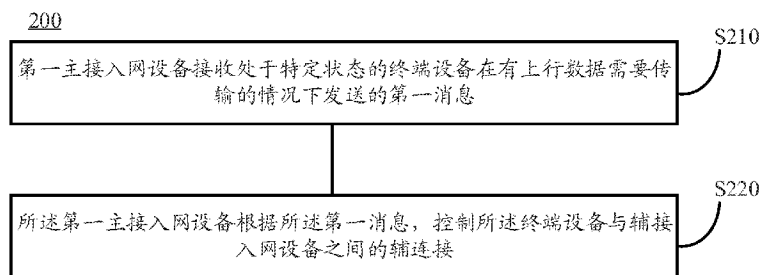 200
S210
第一主接入网设备接收处于特定状态的终端设备在有上行数据需要传
输的情况下发送的第一消息
S220
所述第一主接入网设备根据所述第一消息，控制所述终端设备与辅接
入网设备之间的辅连接